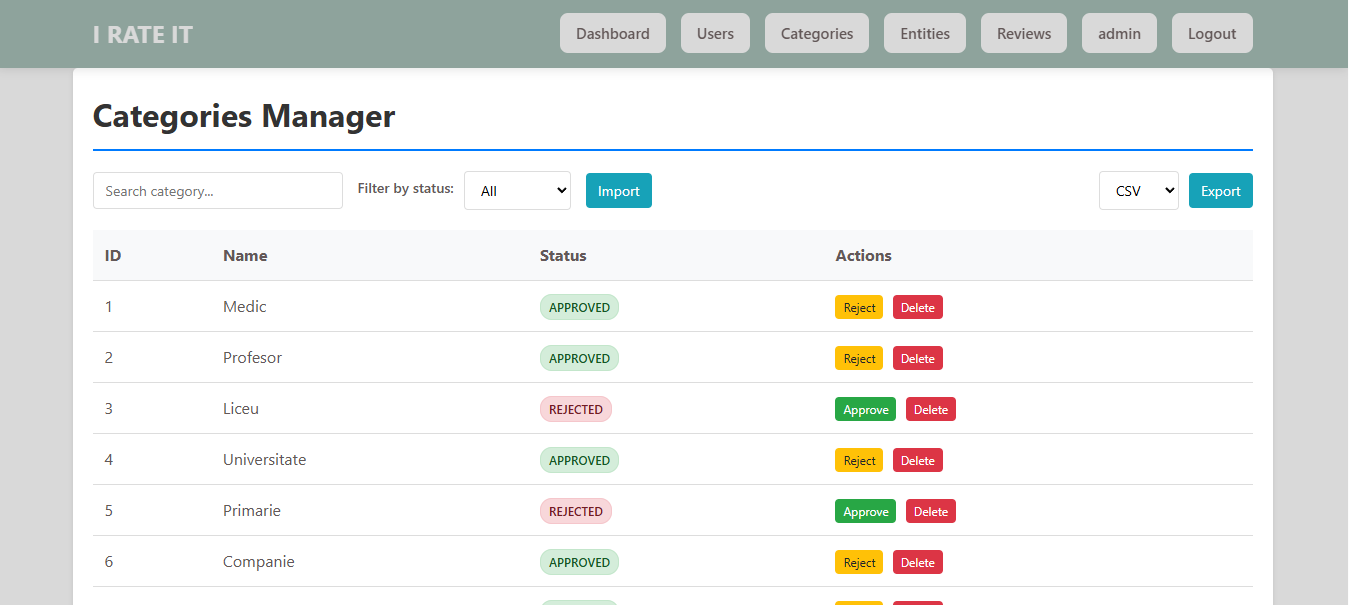 I RATE IT Dashboard Users Categories Entities Reviews admin Logout
Categories Manager
Search category... Filter by status: All Import CSV Export
ID Name Status Actions
1 Medic APPROVED Reject Delete
2 Profesor APPROVED Reject Delete
3 Liceu REJECTED Approve Delete
4 Universitate APPROVED Reject Delete
5 Primarie REJECTED Approve Delete
6 Companie APPROVED Reject Delete